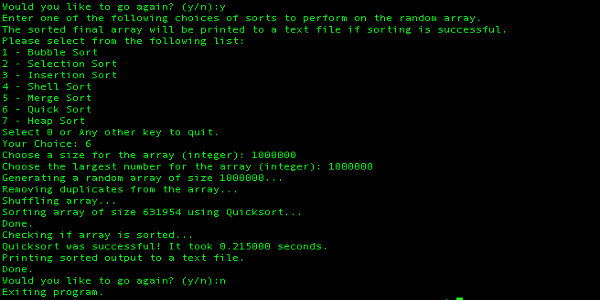 Would you like to go again? (y/n):y
Enter one of the following choices of sorts to perform on the random array.
The sorted final array will be printed to a text file if sorting is successful.
Please select from the following list:
1 - Bubble Sort
2 - Selection Sort
3 - Insertion Sort
4 - Shell Sort
5 - Merge Sort
6 - Quick Sort
7 - Heap Sort
Select 0 or Any other key to quit.
Your Choice: 6
Choose a size for the array (integer): 1000000
Choose the largest number for the array (integer): 1000000
Generating a random array of size 1000000...
Removing duplicates from the array...
Shuffling array...
Sorting array of size 631954 using Quicksort...
Done.
Checking if array is sorted...
Quicksort was successful! It took 0.215000 seconds.
Printing sorted output to a text file.
Done.
Would you like to go again? (y/n):n
Exiting program.